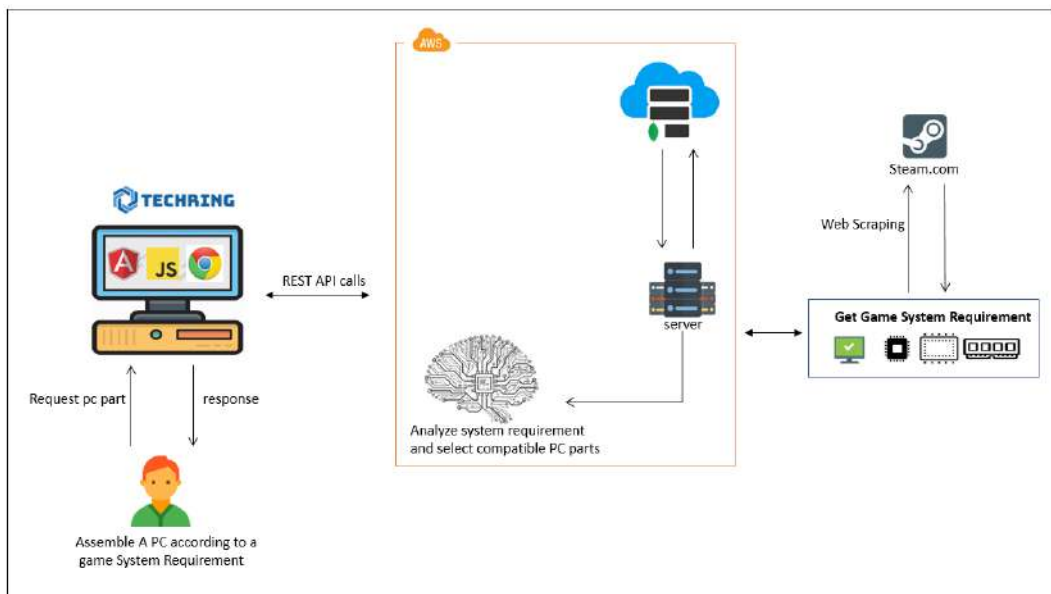 AWS
Steam.com
TECHRING
JS
Web Scraping
REST API calls
Get Game System Requirement
server
Request pc part
response
Analyze system requirement
and select compatible PC parts
Assemble A PC according to a
game System Requirement